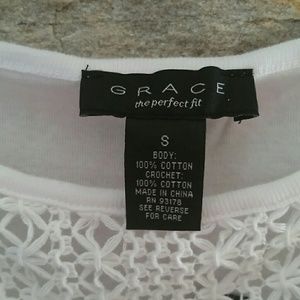 GRACE
the perfect fit
S
BODY:
100% COTTON
CROCHET:
100% COTTON
MADE IN CHINA
RN 93178
SEE REVERSE
FOR CARE